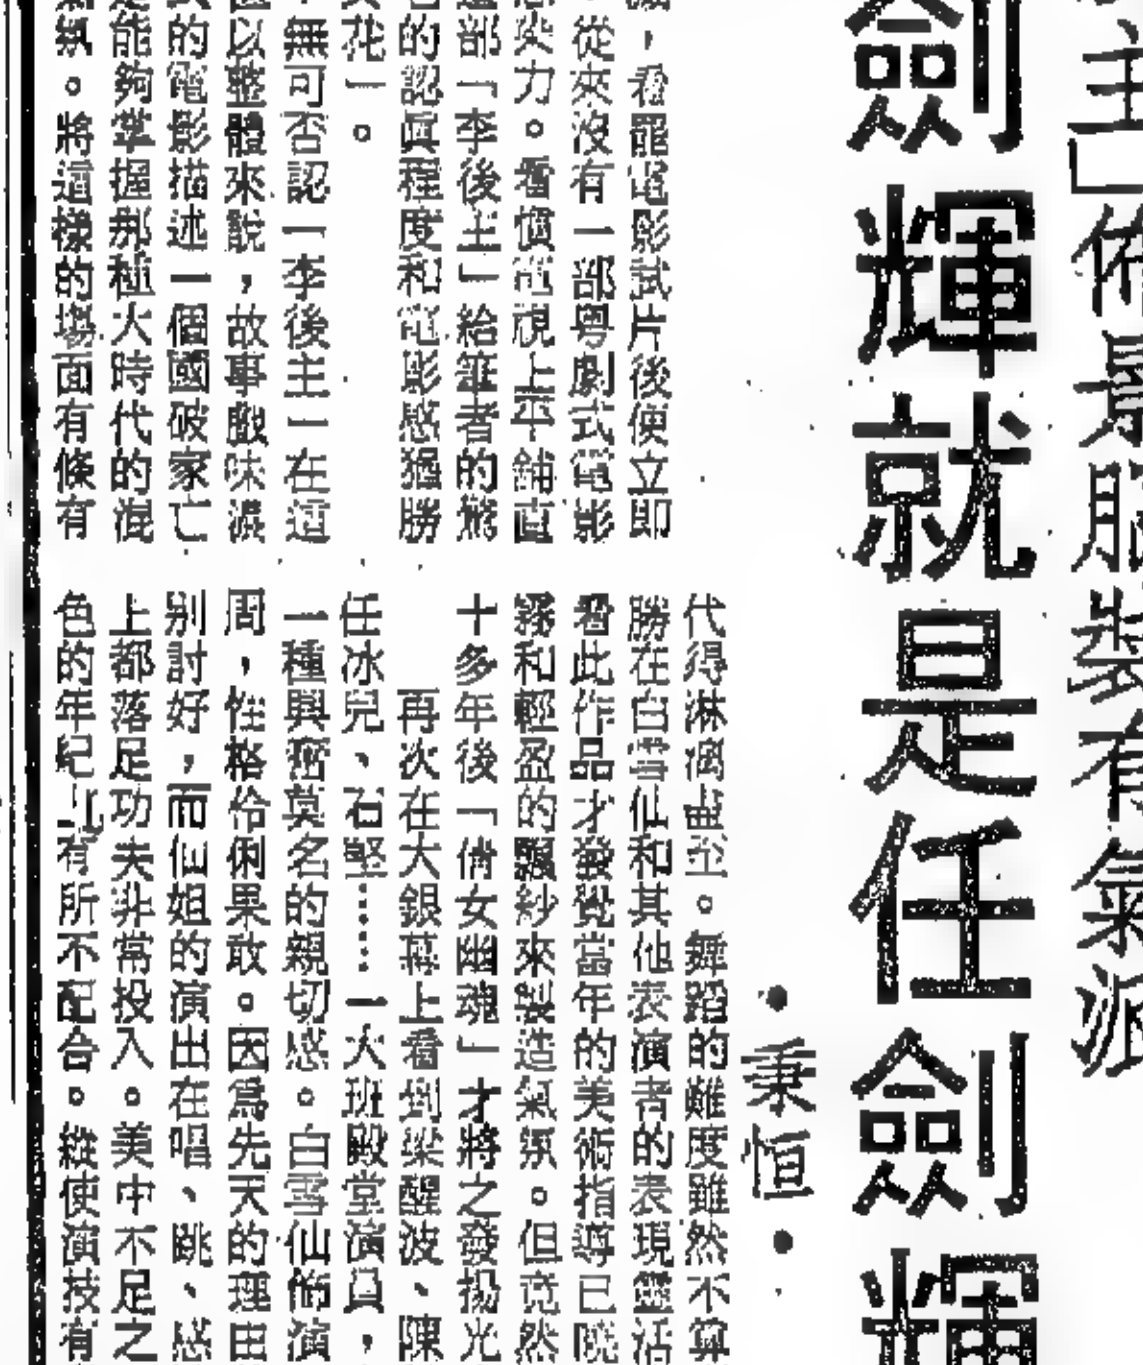 主」佈景服裝有氣派
劍輝就是任劍輝
•秉恒•
，看罷電影試片後便立即
從來沒有一部粵劇式電影
染力。看慣電視上平鋪直
部「李後主」給筆者的驚
的認真程度和電影感猶勝
花」。
無可否認「李後主」在這
以整體來說，故事戲味濃
的電影描述一個國破家亡
能夠掌握那種大時代的混
氛。將這樣的場面有條有
代得淋漓盡至。舞蹈的難度雖然不算
勝在白雪仙和其他表演者的表現靈活
看此作品才發覺當年的美術指導已曉
霧和輕盈的飄紗來製造氣氛。但竟然
十多年後「倩女幽魂」才將之發揚光
再次在大銀幕上看到梁醒波、陳
任冰兒、石堅……一大班殿堂演員，
一種興奮莫名的親切感。白雪仙飾演
周，性格伶俐果敢。因為先天的理由
別討好，而仙姐的演出在唱、跳、感
上都落足功夫非常投入。美中不足之
色的年紀上有所不配合。縱使演技有